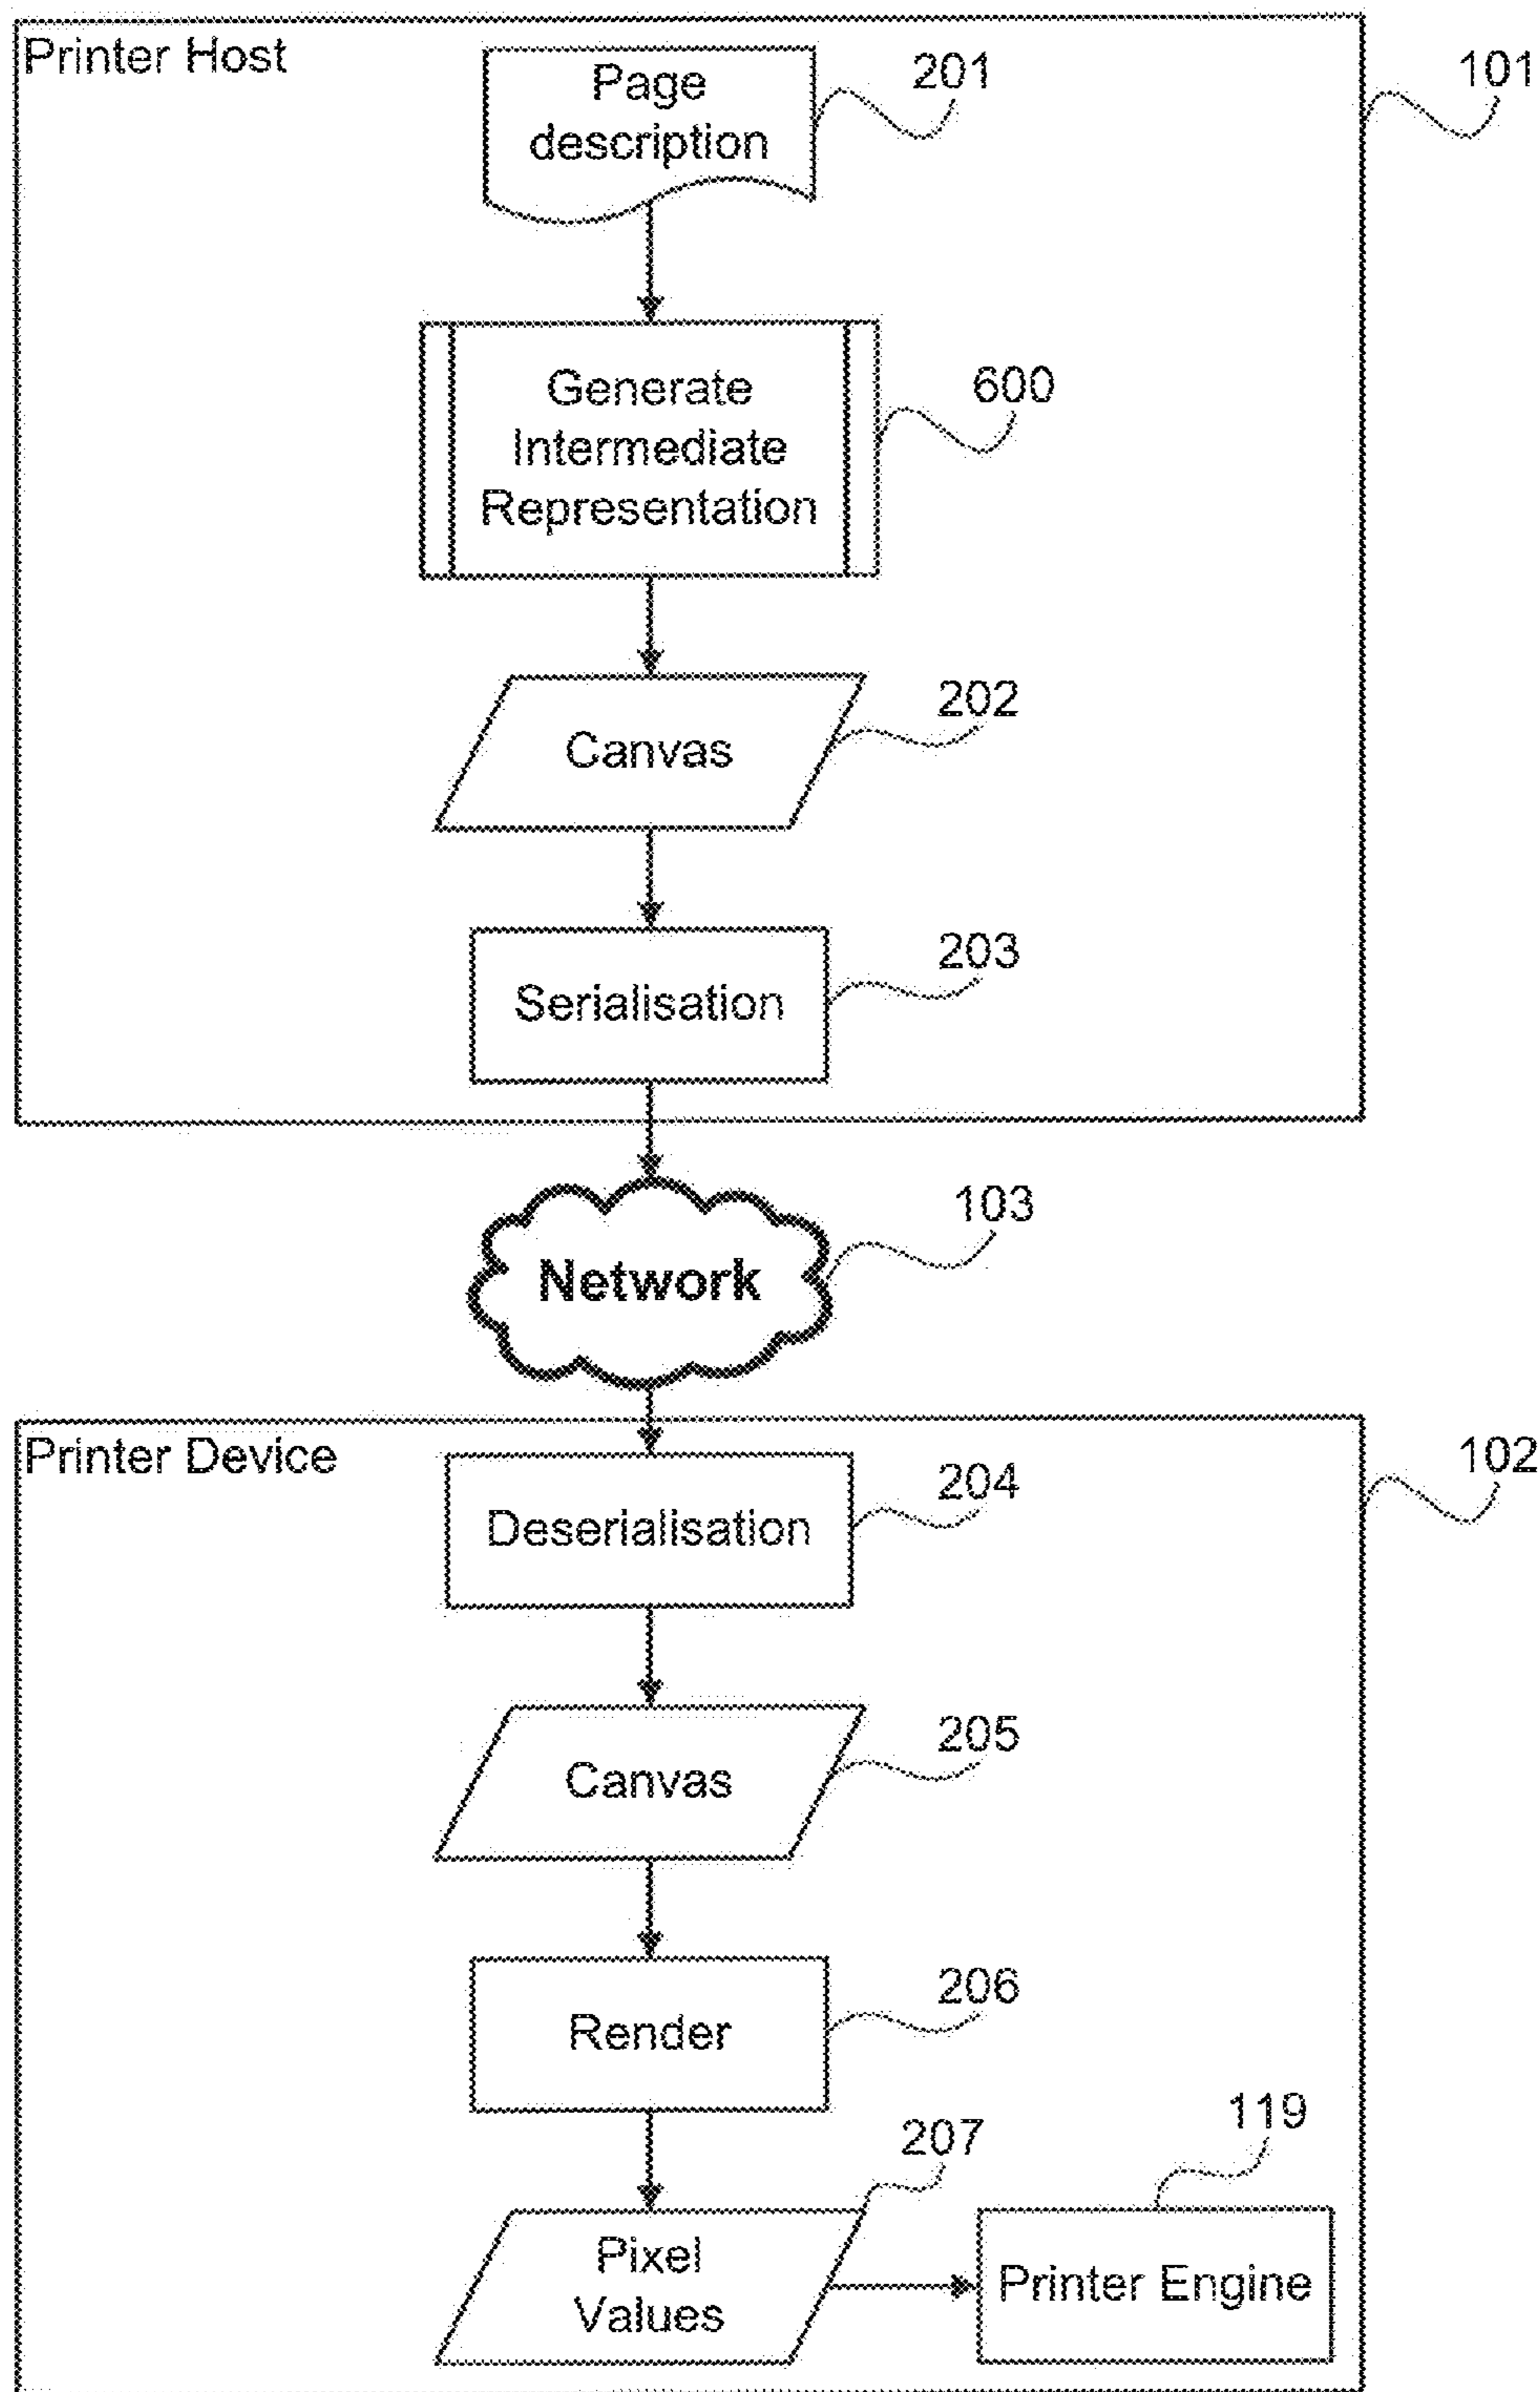 Printer Host
Page
description
201
101
Generate
Intermediate
Representation
600
Canvas
202
Serialisation
203
Network
103
Printer Device
102
Deserialisation
204
Canvas
205
Render
206
Pixel
Values
207
Printer Engine
119